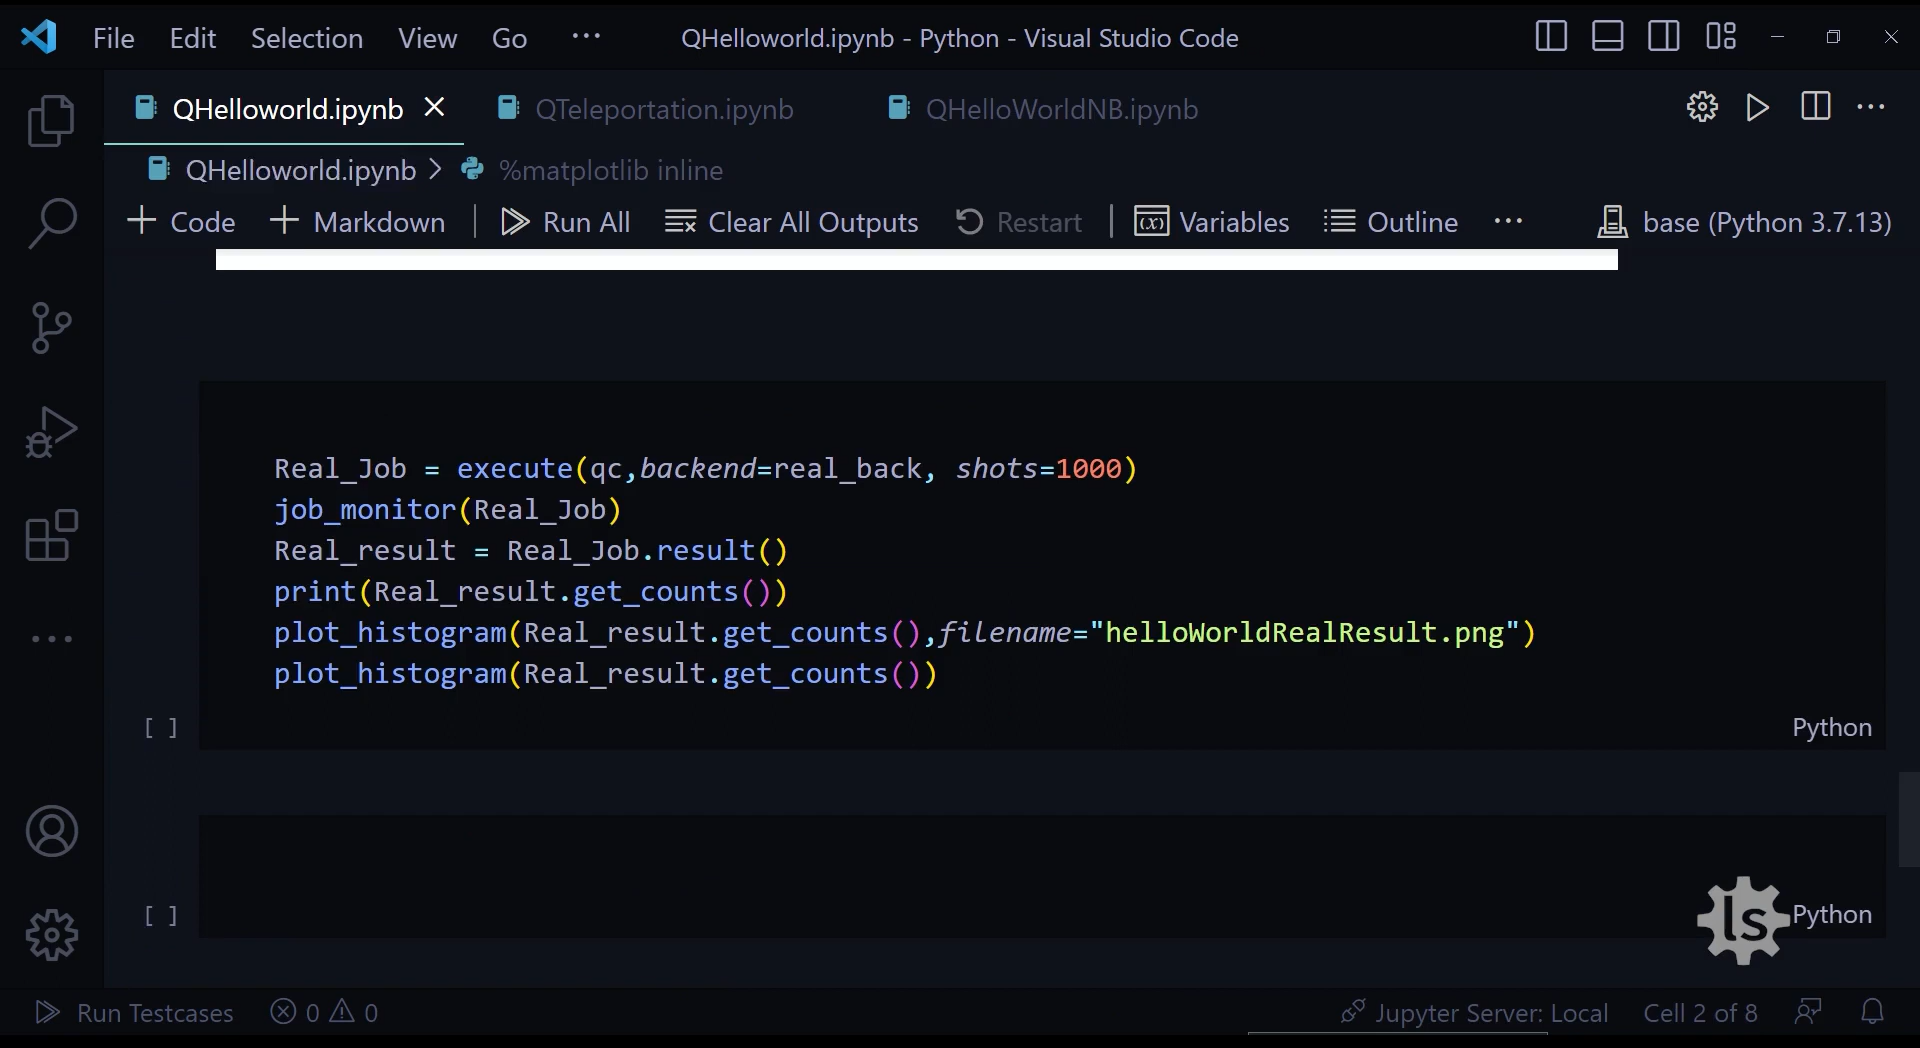 File Edit Selection View Go ... QHelloworld.ipynb - Python - Visual Studio Code
QHelloworld.ipynb QTeleportation.ipynb QHelloWorldNB.ipynb
QHelloworld.ipynb > %matplotlib inline
+ Code + Markdown | Run All Clear All Outputs Restart | Variables Outline ... base (Python 3.7.13)
Real_Job = execute(qc,backend=real_back, shots=1000)
job_monitor(Real_Job)
Real_result = Real_Job.result()
print(Real_result.get_counts())
plot_histogram(Real_result.get_counts(),filename="helloWorldRealResult.png")
plot_histogram(Real_result.get_counts())
[ ] Python
[ ] ls Python
Run Testcases 0 0 Jupyter Server: Local Cell 2 of 8